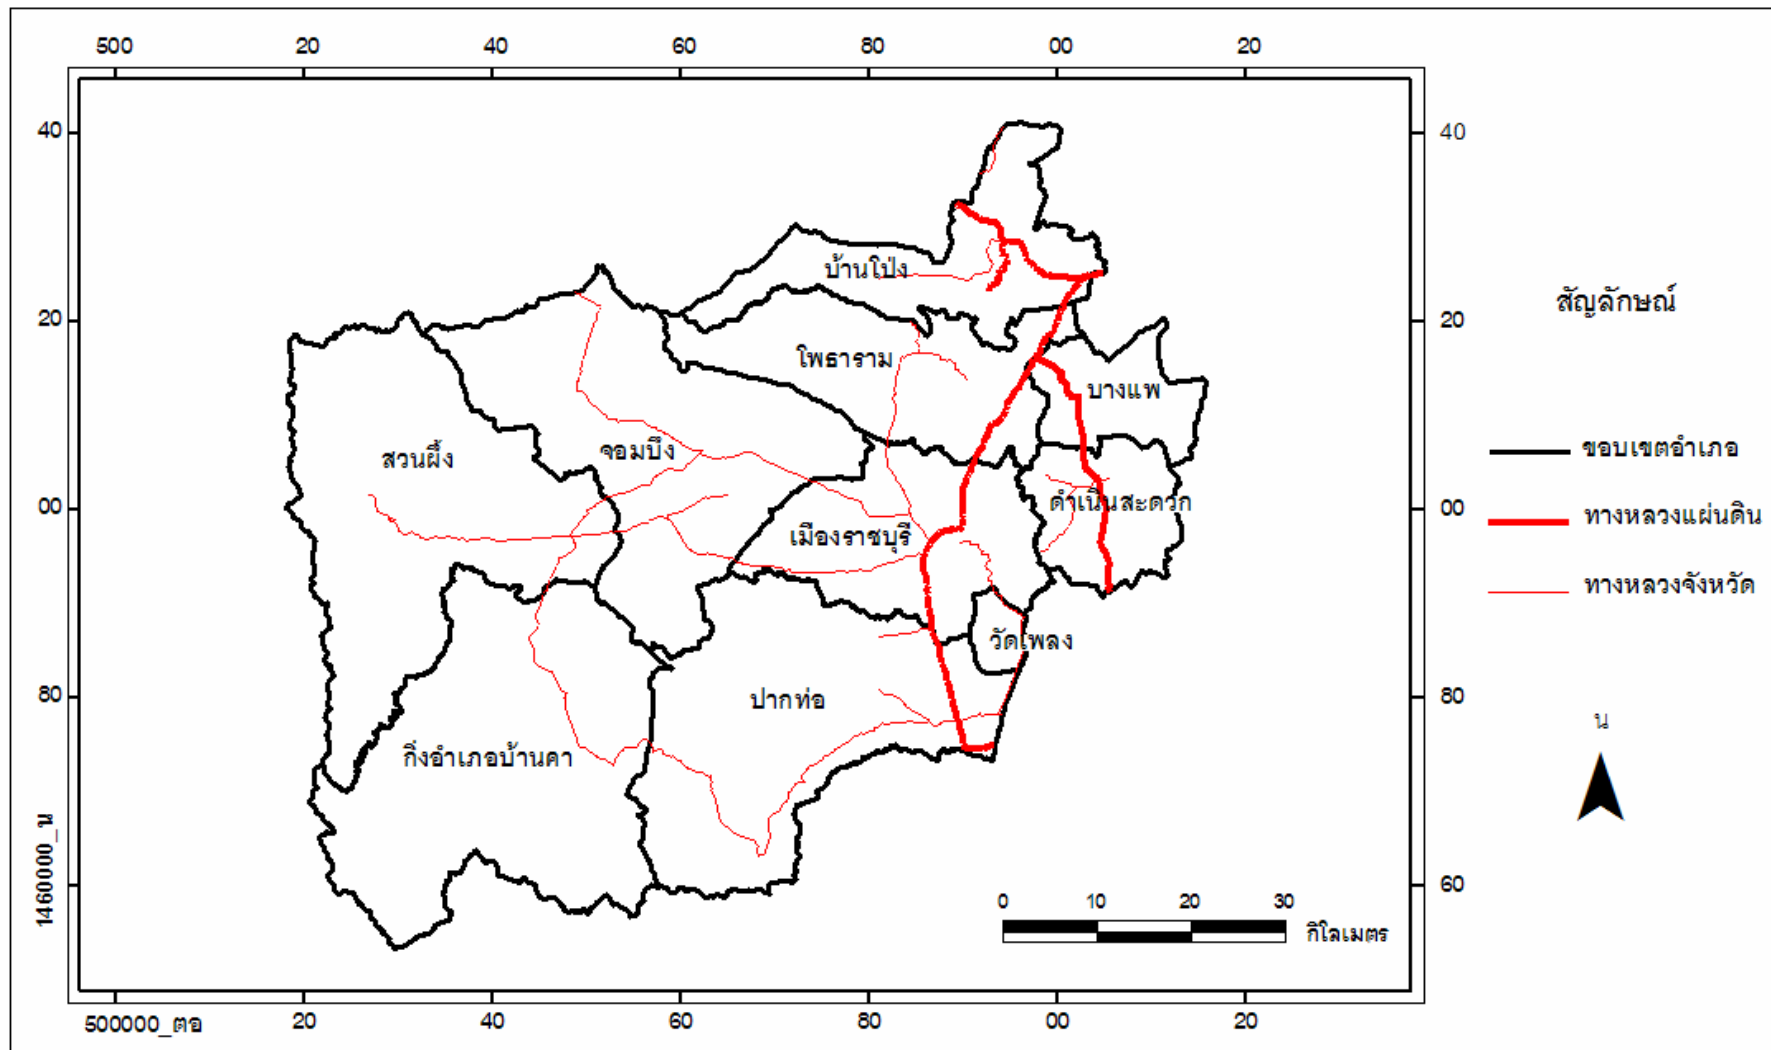 500 20 40 60 80 00 20
40 40
20 20
00 00
80 80
1460000_น 60
บ้านโป่ง
โพธาราม
บางแพ
สวนผึ้ง
จอมบึง
ดำเนินสะดวก
เมืองราชบุรี
วัดเพลง
ปากท่อ
กิ่งอำเภอบ้านคา
สัญลักษณ์
ขอบเขตอำเภอ
ทางหลวงแผ่นดิน
ทางหลวงจังหวัด
น
0 10 20 30
กิโลเมตร
500000_ตอ 20 40 60 80 00 20